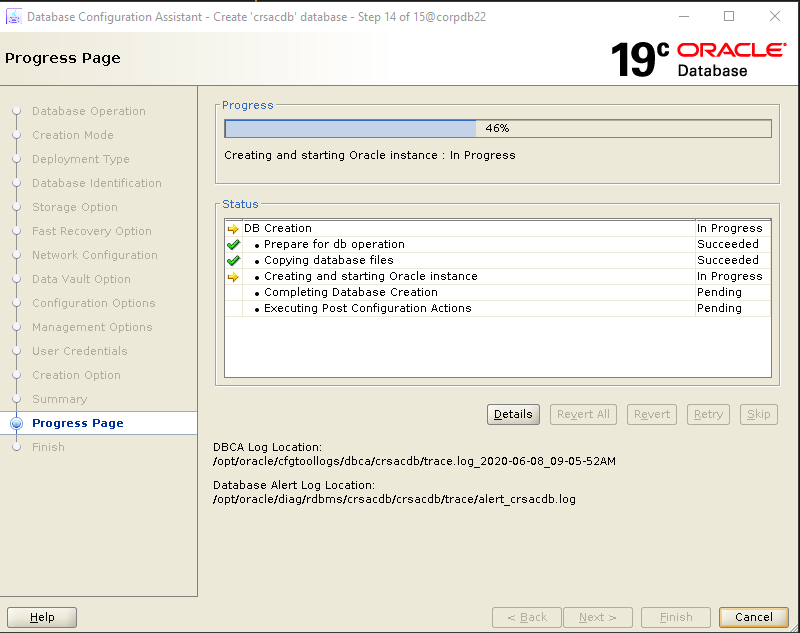 Database Configuration Assistant - Create 'crsacdb' database - Step 14 of 15@corpdb22
Progress Page
19c ORACLE Database
Database Operation
Creation Mode
Deployment Type
Database Identification
Storage Option
Fast Recovery Option
Network Configuration
Data Vault Option
Configuration Options
Management Options
User Credentials
Creation Option
Summary
Progress Page
Finish
Progress
46%
Creating and starting Oracle instance : In Progress
Status
DB Creation In Progress
• Prepare for db operation Succeeded
• Copying database files Succeeded
• Creating and starting Oracle instance In Progress
• Completing Database Creation Pending
• Executing Post Configuration Actions Pending
Details Revert All Revert Retry Skip
DBCA Log Location:
/opt/oracle/cfgtoollogs/dbca/crsacdb/trace.log_2020-06-08_09-05-52AM
Database Alert Log Location:
/opt/oracle/diag/rdbms/crsacdb/crsacdb/trace/alert_crsacdb.log
Help < Back Next > Finish Cancel